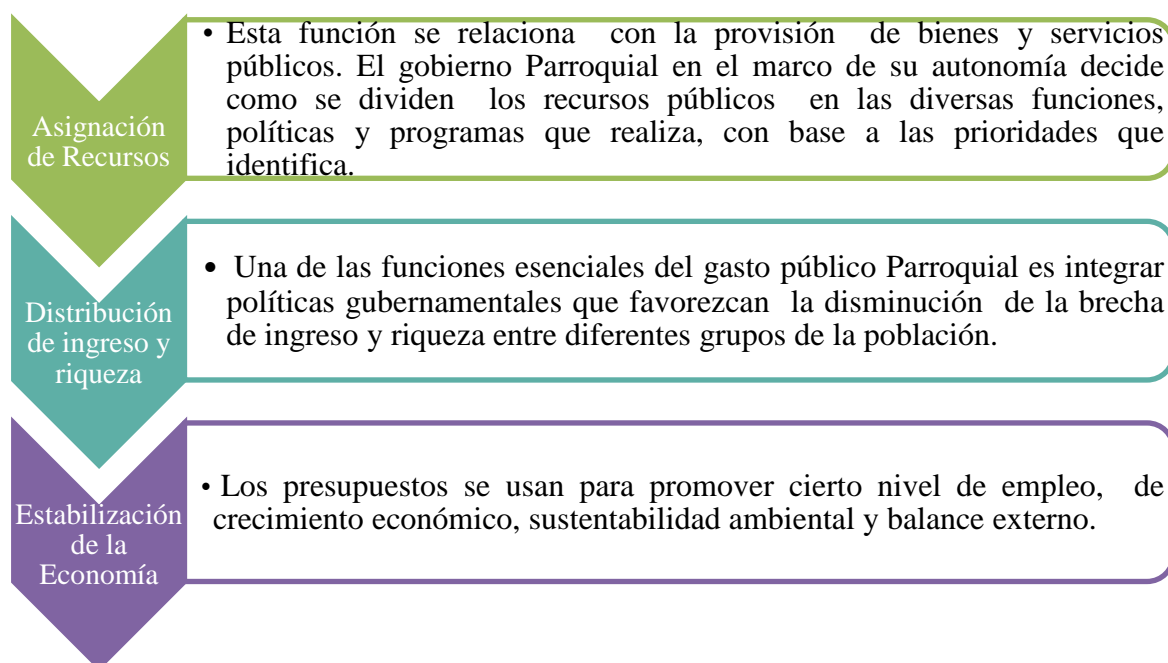 Asignación
de Recursos
• Esta función se relaciona con la provisión de bienes y servicios
públicos. El gobierno Parroquial en el marco de su autonomía decide
como se dividen los recursos públicos en las diversas funciones,
políticas y programas que realiza, con base a las prioridades que
identifica.
Distribución
de ingreso y
riqueza
• Una de las funciones esenciales del gasto público Parroquial es integrar
políticas gubernamentales que favorezcan la disminución de la brecha
de ingreso y riqueza entre diferentes grupos de la población.
Estabilización
de la
Economía
• Los presupuestos se usan para promover cierto nivel de empleo, de
crecimiento económico, sustentabilidad ambiental y balance externo.